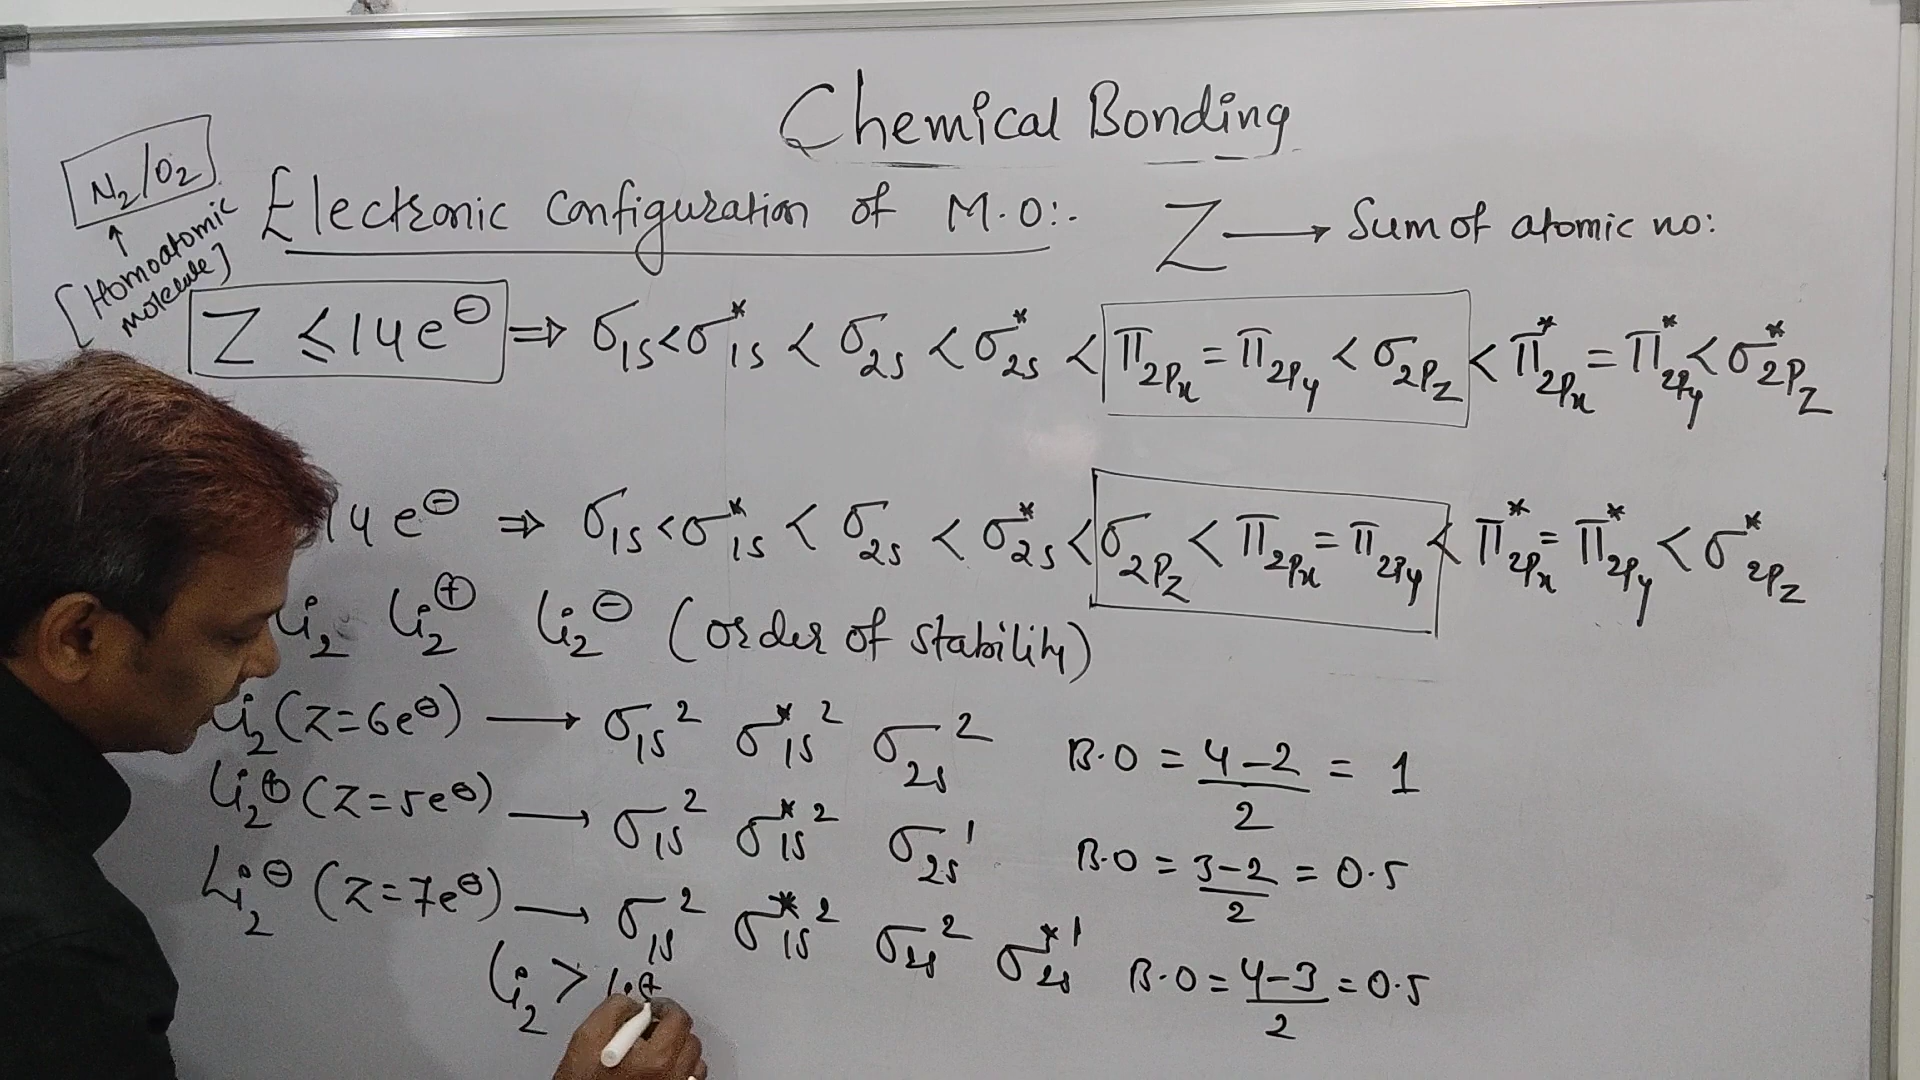 Chemical Bonding
N₂/O₂
↑
[Homoatomic
molecule]
Electronic Configuration of M.O:-
Z → Sum of atomic no:
Z ≤ 14e⊖ ⇒ σ1s < σ*1s < σ2s < σ*2s < π2Px = π2Py < σ2Pz < π*2Px = π*2Py < σ*2Pz
14e⊖ ⇒ σ1s < σ*1s < σ2s < σ*2s < σ2Pz < π2Px = π2Py < π*2Px = π*2Py < σ*2Pz
Li₂ Li₂⊕ Li₂⊖ (order of stability)
Li₂ (Z=6e⊖) → σ1s² σ*1s² σ2s² B.O = 4-2/2 = 1
Li₂⊕ (Z=5e⊖) → σ1s² σ*1s² σ2s¹ B.O = 3-2/2 = 0.5
Li₂⊖ (Z=7e⊖) → σ1s² σ*1s² σ2s² σ*2s¹ B.O = 4-3/2 = 0.5
Li₂ > Li⊕